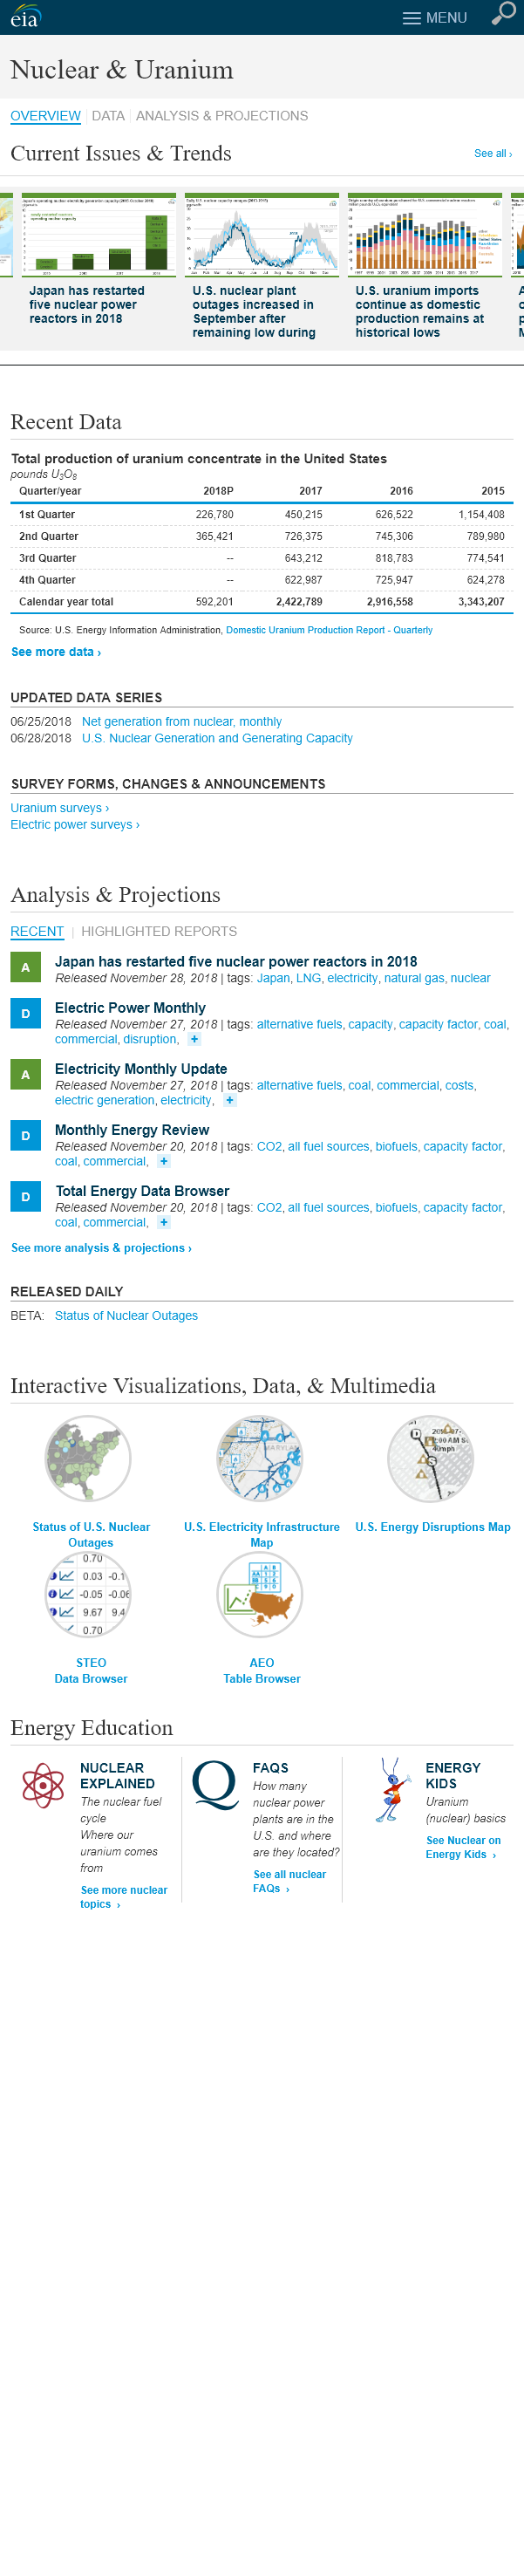 eia
MENU
Nuclear & Uranium
OVERVIEW DATA ANALYSIS & PROJECTIONS
Current Issues & Trends
See all ›
Japan has restarted
five nuclear power
reactors in 2018
U.S. nuclear plant
outages increased in
September after
remaining low during
U.S. uranium imports
continue as domestic
production remains at
historical lows
Recent Data
Total production of uranium concentrate in the United States
pounds U3O8
Quarter/year 2018P 2017 2016 2015
1st Quarter 226,780 450,215 626,522 1,154,408
2nd Quarter 365,421 726,375 745,306 789,980
3rd Quarter -- 643,212 818,783 774,541
4th Quarter -- 622,987 725,947 624,278
Calendar year total 592,201 2,422,789 2,916,558 3,343,207
Source: U.S. Energy Information Administration, Domestic Uranium Production Report - Quarterly
See more data ›
UPDATED DATA SERIES
06/25/2018 Net generation from nuclear, monthly
06/28/2018 U.S. Nuclear Generation and Generating Capacity
SURVEY FORMS, CHANGES & ANNOUNCEMENTS
Uranium surveys ›
Electric power surveys ›
Analysis & Projections
RECENT | HIGHLIGHTED REPORTS
A Japan has restarted five nuclear power reactors in 2018
Released November 28, 2018 | tags: Japan, LNG, electricity, natural gas, nuclear
D Electric Power Monthly
Released November 27, 2018 | tags: alternative fuels, capacity, capacity factor, coal,
commercial, disruption, +
A Electricity Monthly Update
Released November 27, 2018 | tags: alternative fuels, coal, commercial, costs,
electric generation, electricity, +
D Monthly Energy Review
Released November 20, 2018 | tags: CO2, all fuel sources, biofuels, capacity factor,
coal, commercial, +
D Total Energy Data Browser
Released November 20, 2018 | tags: CO2, all fuel sources, biofuels, capacity factor,
coal, commercial, +
See more analysis & projections ›
RELEASED DAILY
BETA: Status of Nuclear Outages
Interactive Visualizations, Data, & Multimedia
Status of U.S. Nuclear
Outages
U.S. Electricity Infrastructure
Map
U.S. Energy Disruptions Map
0.70
0.03
-0.05 -0.06
9.67
0.70
STEO
Data Browser
AEO
Table Browser
Energy Education
NUCLEAR
EXPLAINED
The nuclear fuel
cycle
Where our
uranium comes
from
See more nuclear
topics ›
Q
FAQS
How many
nuclear power
plants are in the
U.S. and where
are they located?
See all nuclear
FAQs ›
ENERGY
KIDS
Uranium
(nuclear) basics
See Nuclear on
Energy Kids ›